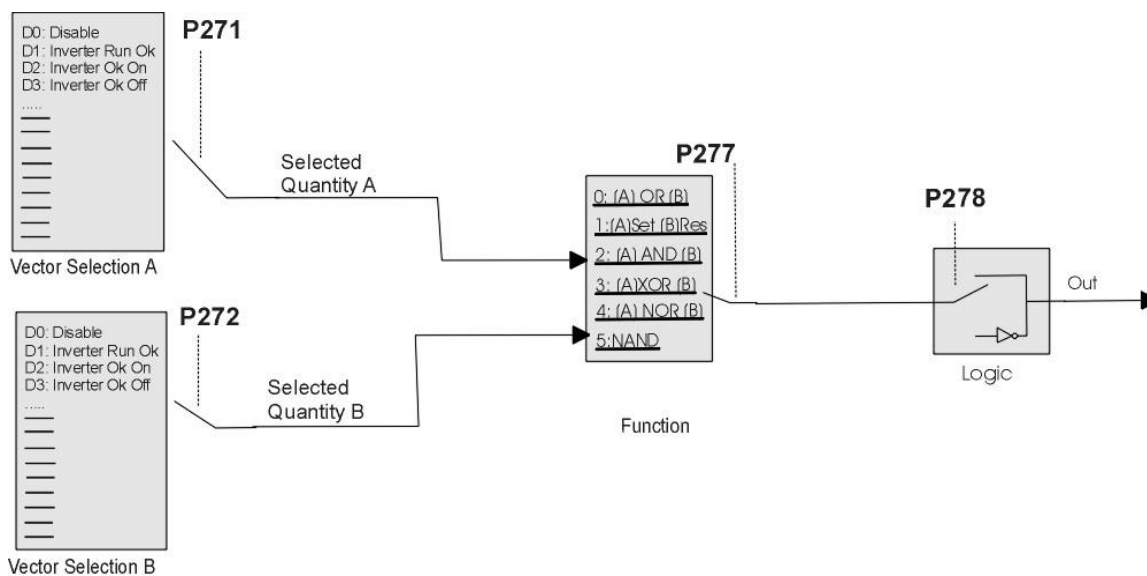 P271
D0: Disable
D1: Inverter Run Ok
D2: Inverter Ok On
D3: Inverter Ok Off
.....
Vector Selection A
Selected
Quantity A
P272
D0: Disable
D1: Inverter Run Ok
D2: Inverter Ok On
D3: Inverter Ok Off
.....
Vector Selection B
Selected
Quantity B
P277
0: (A) OR (B)
1:(A)Set (B)Res
2: (A) AND (B)
3: (A)XOR (B)
4: (A) NOR (B)
5:NAND
Function
P278
Out
Logic